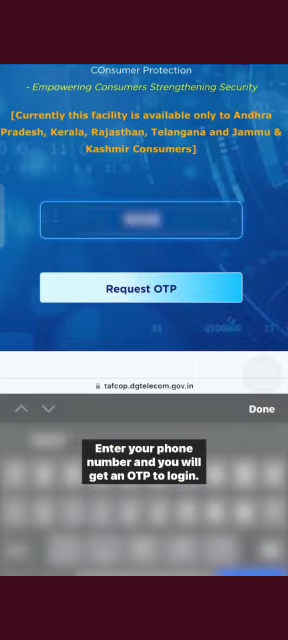 COnsumer Protection
- Empowering Consumers Strengthening Security
[Currently this facility is available only to Andhra
Pradesh, Kerala, Rajasthan, Telangana and Jammu &
Kashmir Consumers]
Request OTP
tafcop.dgtelecom.gov.in
Done
Enter your phone
number and you will
get an OTP to login.